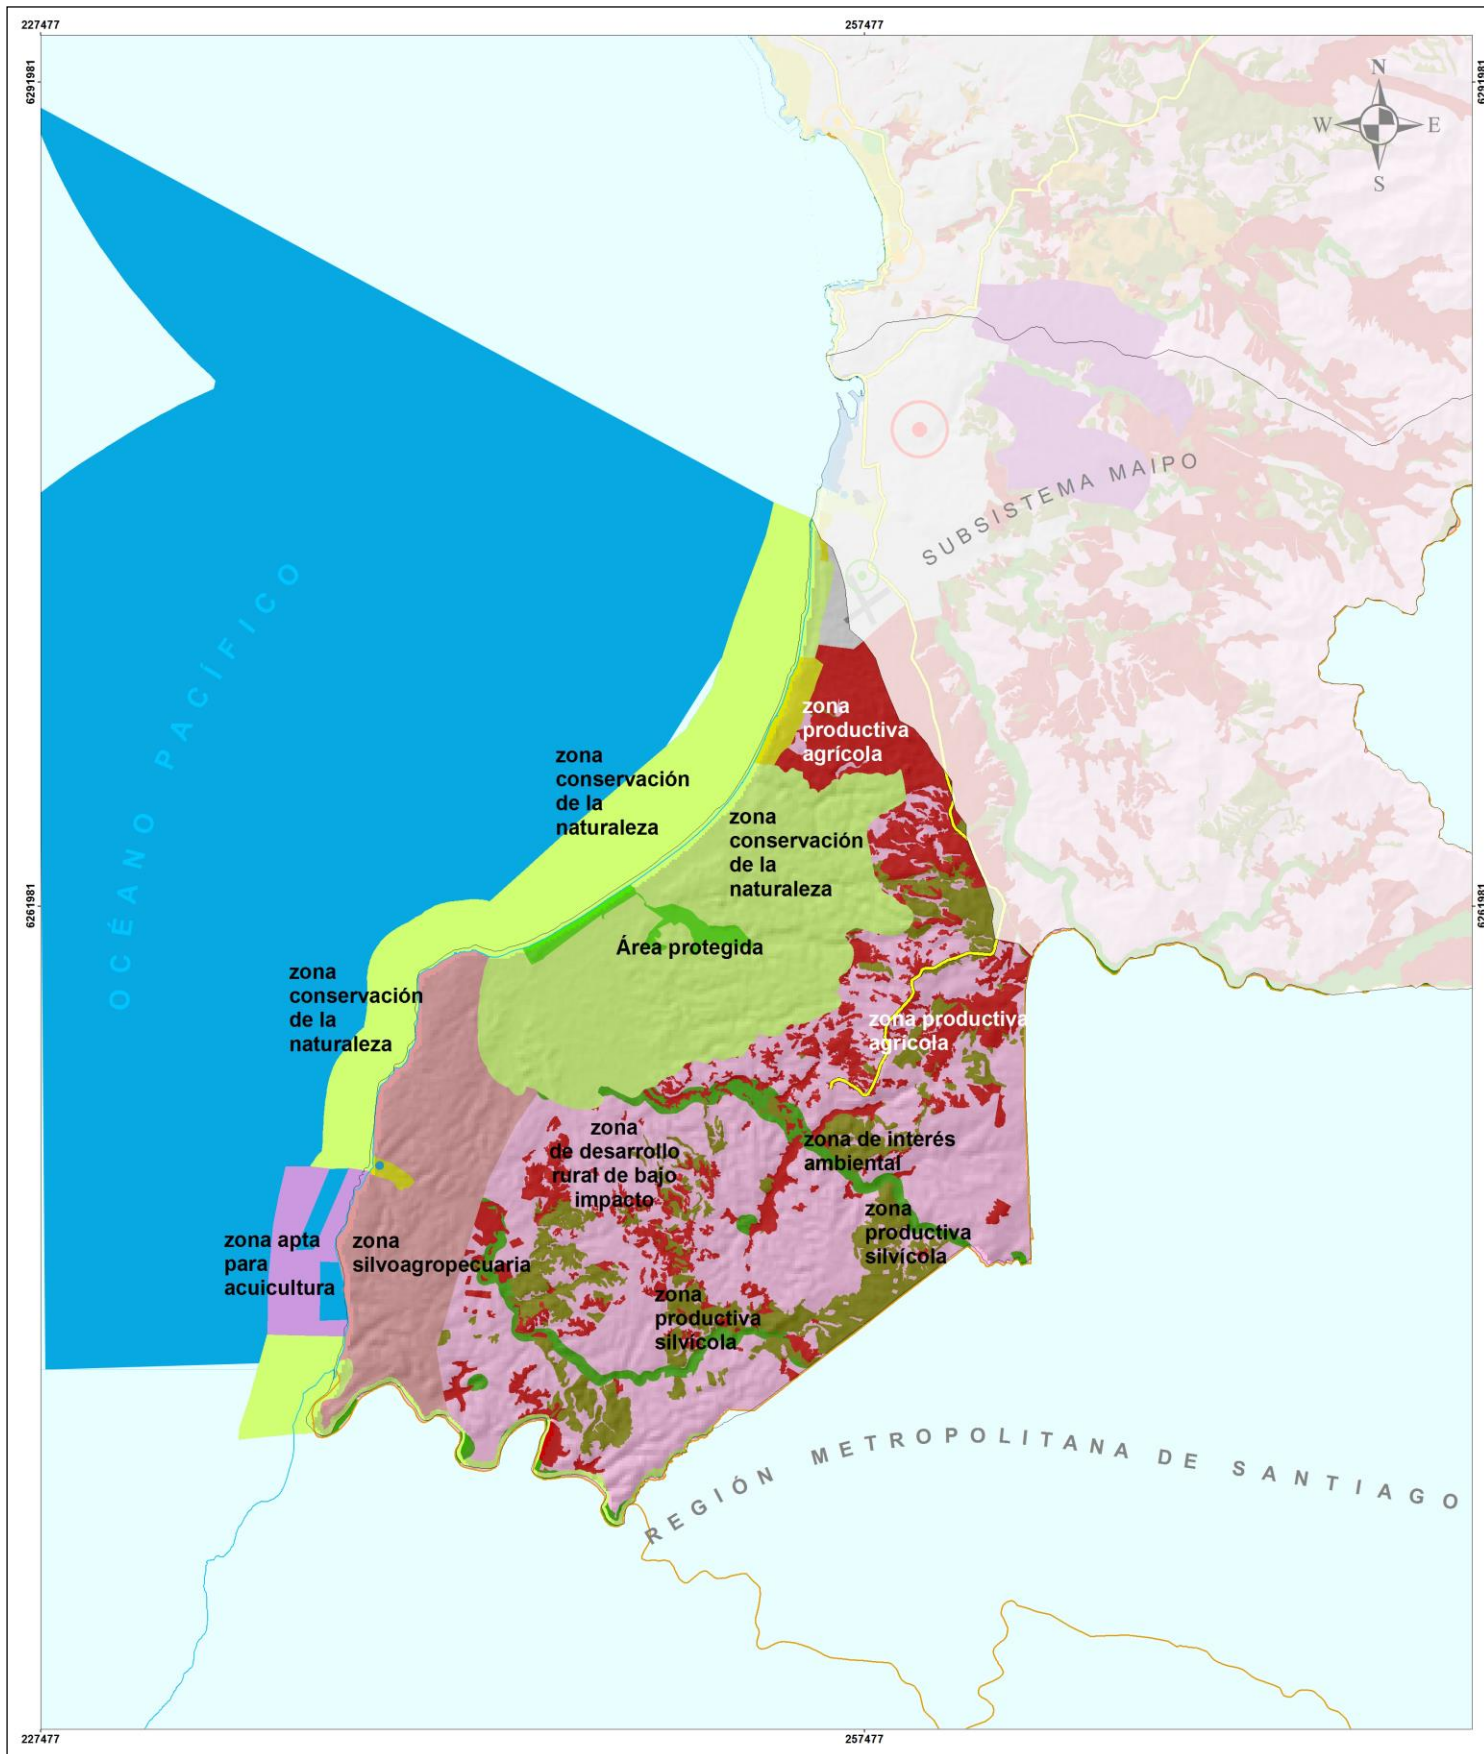 227477
257477
6291981
6291981
N
W
E
S
SUBSISTEMA MAIPO
OCÉANO PACÍFICO
zona
productiva
agrícola
zona
conservación
de la
naturaleza
zona
conservación
de la
naturaleza
6261981
6261981
Área protegida
zona
conservación
de la
naturaleza
zona productiva
agrícola
zona
de desarrollo
rural de bajo
impacto
zona de interés
ambiental
zona
productiva
silvícola
zona apta
para
acuicultura
zona
silvoagropecuaria
zona
productiva
silvícola
REGIÓN METROPOLITANA DE SANTIAGO
227477
257477